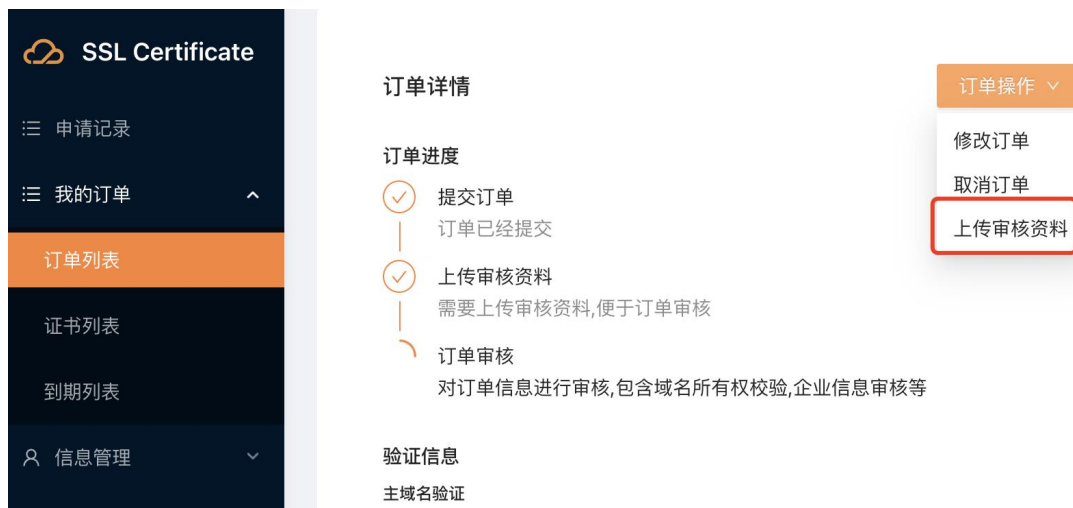 SSL Certificate
申请记录
我的订单
订单列表
证书列表
到期列表
信息管理
订单详情
订单操作
修改订单
取消订单
上传审核资料
订单进度
提交订单
订单已经提交
上传审核资料
需要上传审核资料,便于订单审核
订单审核
对订单信息进行审核,包含域名所有权校验,企业信息审核等
验证信息
主域名验证